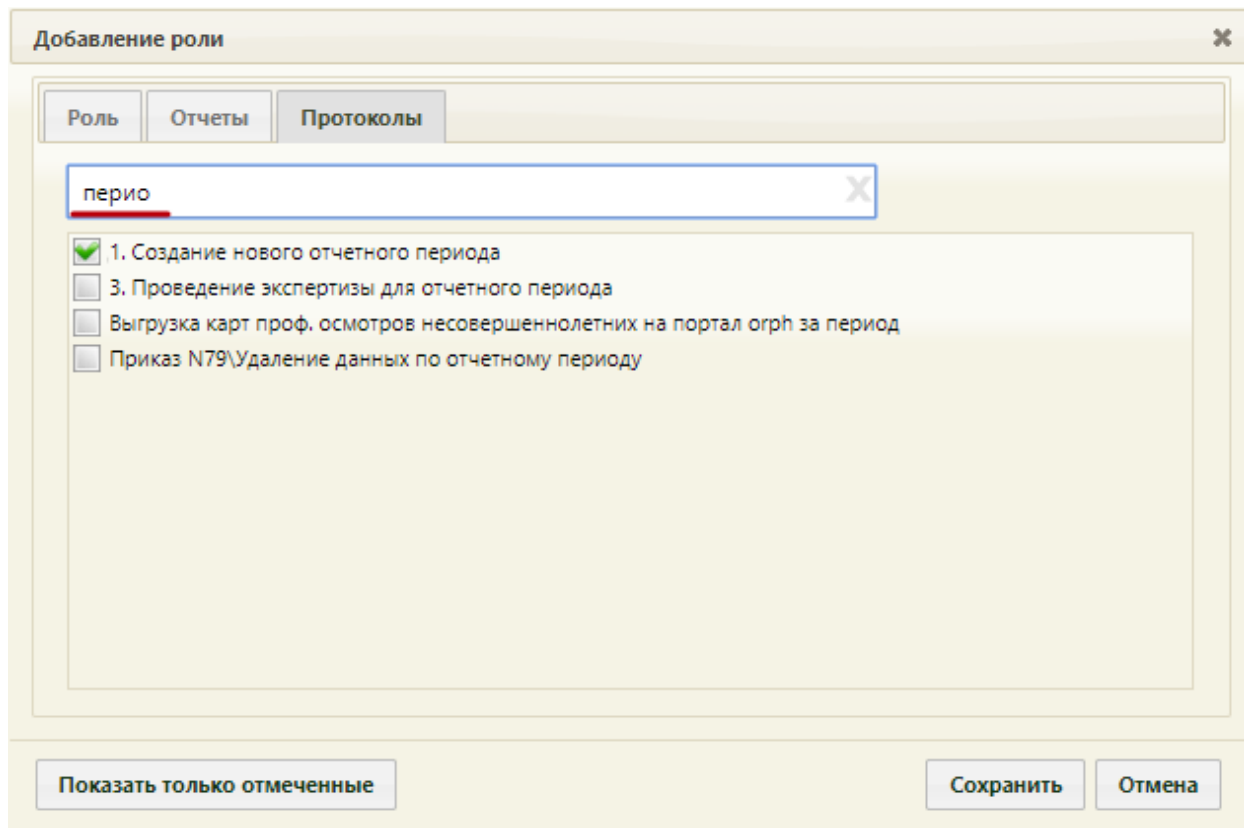 Добавление роли
Роль Отчеты Протоколы
перио
1. Создание нового отчетного периода
3. Проведение экспертизы для отчетного периода
Выгрузка карт проф. осмотров несовершеннолетних на портал orph за период
Приказ N79\Удаление данных по отчетному периоду
Показать только отмеченные Сохранить Отмена